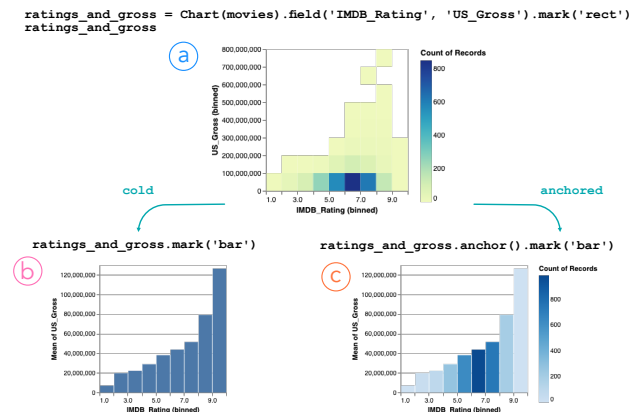 ratings_and_gross = Chart(movies).field('IMDB_Rating', 'US_Gross').mark('rect')
ratings_and_gross
a
800,000,000
700,000,000
600,000,000
500,000,000
400,000,000
300,000,000
200,000,000
100,000,000
0
US_Gross (binned)
1.0 3.0 5.0 7.0 9.0
IMDB_Rating (binned)
Count of Records
800
600
400
200
0
cold
anchored
ratings_and_gross.mark('bar')
b
120,000,000
100,000,000
80,000,000
60,000,000
40,000,000
20,000,000
0
Mean of US_Gross
1.0 3.0 5.0 7.0 9.0
IMDB_Rating (binned)
ratings_and_gross.anchor().mark('bar')
c
120,000,000
100,000,000
80,000,000
60,000,000
40,000,000
20,000,000
0
Mean of US_Gross
1.0 3.0 5.0 7.0 9.0
IMDB_Rating (binned)
Count of Records
800
600
400
200
0